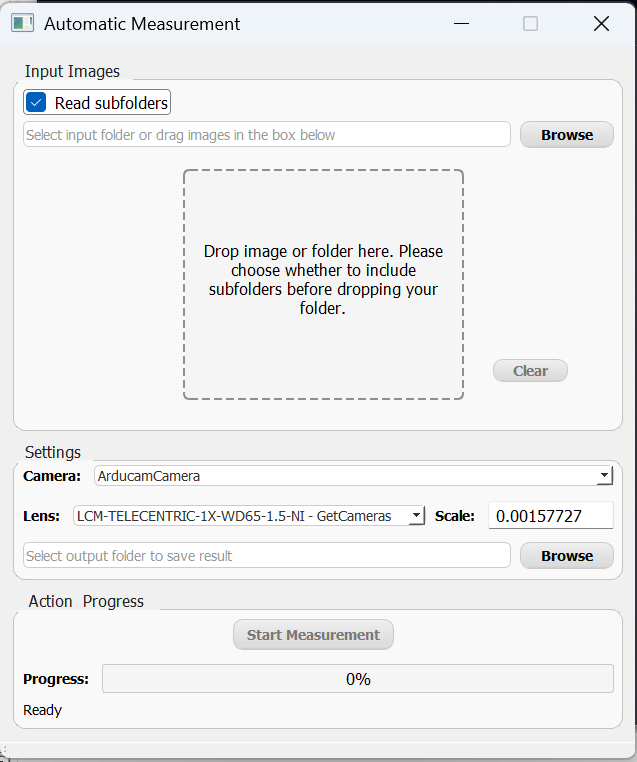 Automatic Measurement
Input Images
Read subfolders
Select input folder or drag images in the box below
Browse
Drop image or folder here. Please
choose whether to include
subfolders before dropping your
folder.
Clear
Settings
Camera: ArducamCamera
Lens: LCM-TELECENTRIC-1X-WD65-1.5-NI - GetCameras Scale: 0.00157727
Select output folder to save result
Browse
Action Progress
Start Measurement
Progress: 0%
Ready